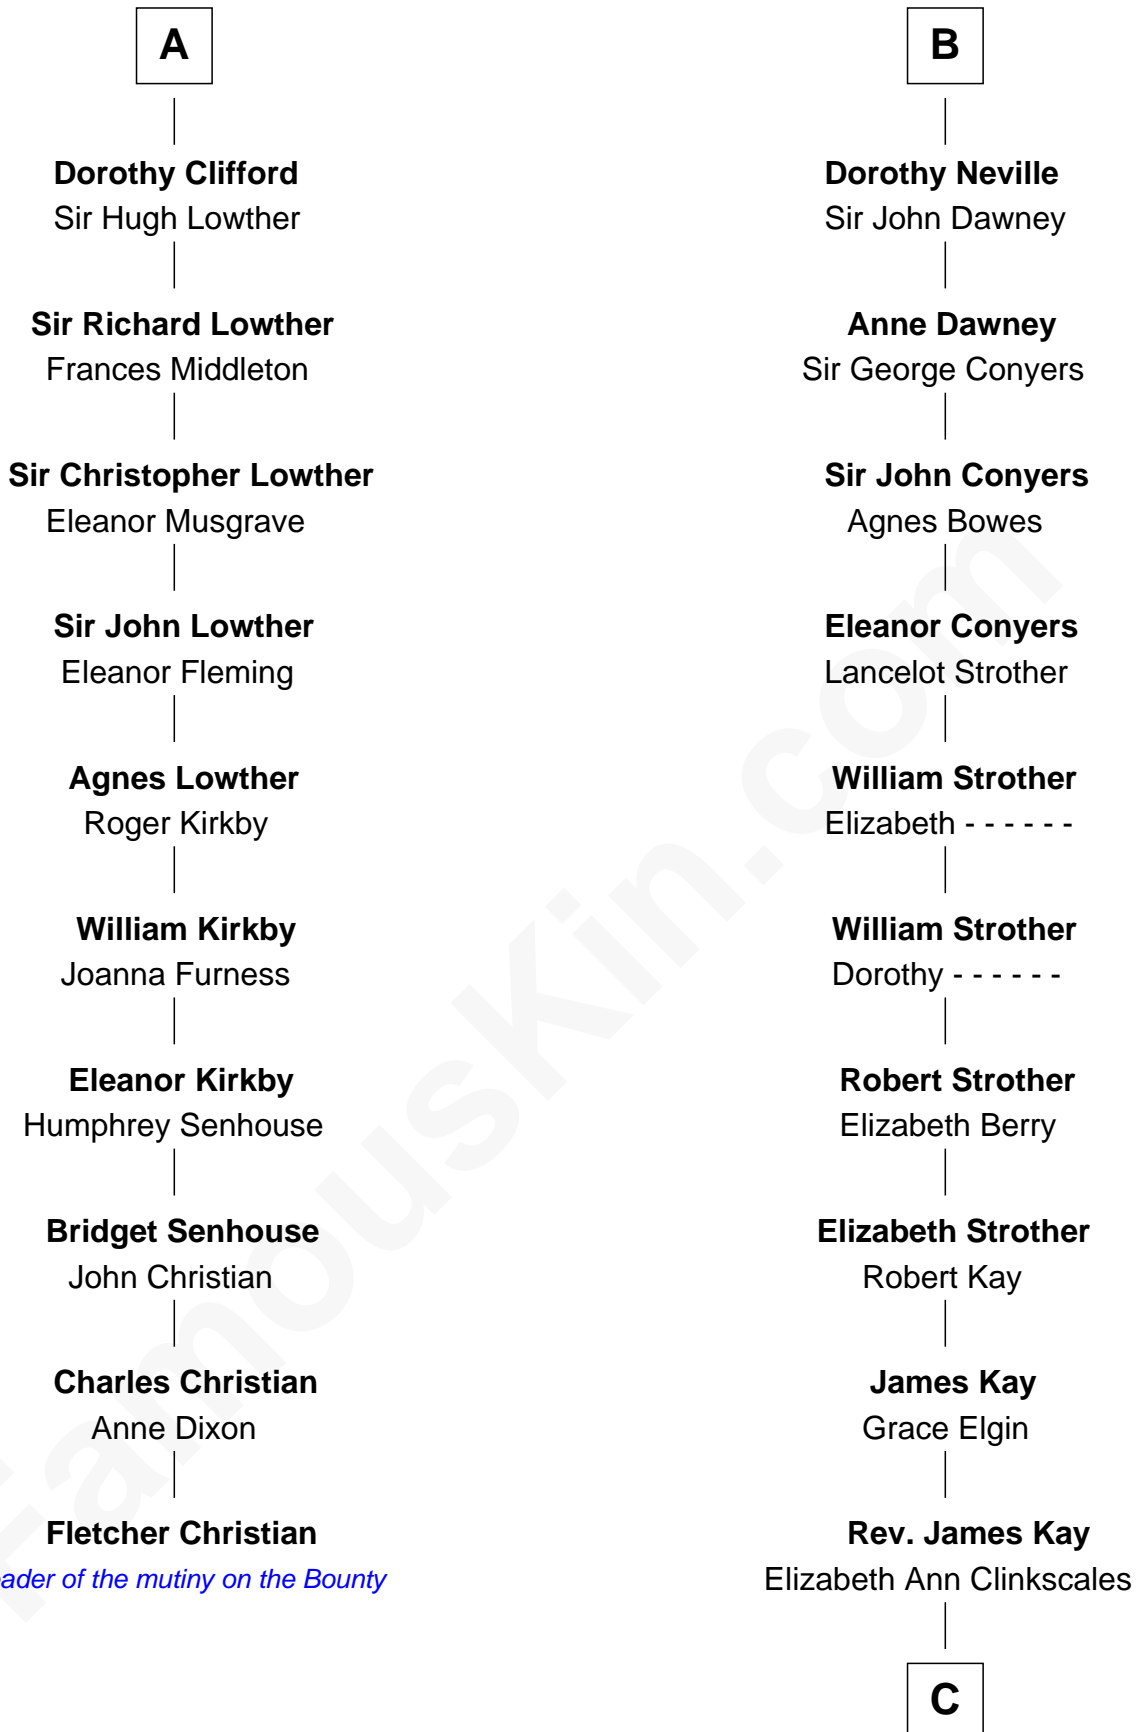 A
Dorothy Clifford
Sir Hugh Lowther
Sir Richard Lowther
Frances Middleton
Sir Christopher Lowther
Eleanor Musgrave
Sir John Lowther
Eleanor Fleming
Agnes Lowther
Roger Kirkby
William Kirkby
Joanna Furness
Eleanor Kirkby
Humphrey Senhouse
Bridget Senhouse
John Christian
Charles Christian
Anne Dixon
Fletcher Christian
ader of the mutiny on the Bounty
B
Dorothy Neville
Sir John Dawney
Anne Dawney
Sir George Conyers
Sir John Conyers
Agnes Bowes
Eleanor Conyers
Lancelot Strother
William Strother
Elizabeth - - - - - -
William Strother
Dorothy - - - - - -
Robert Strother
Elizabeth Berry
Elizabeth Strother
Robert Kay
James Kay
Grace Elgin
Rev. James Kay
Elizabeth Ann Clinkscales
C
FamousKin.com